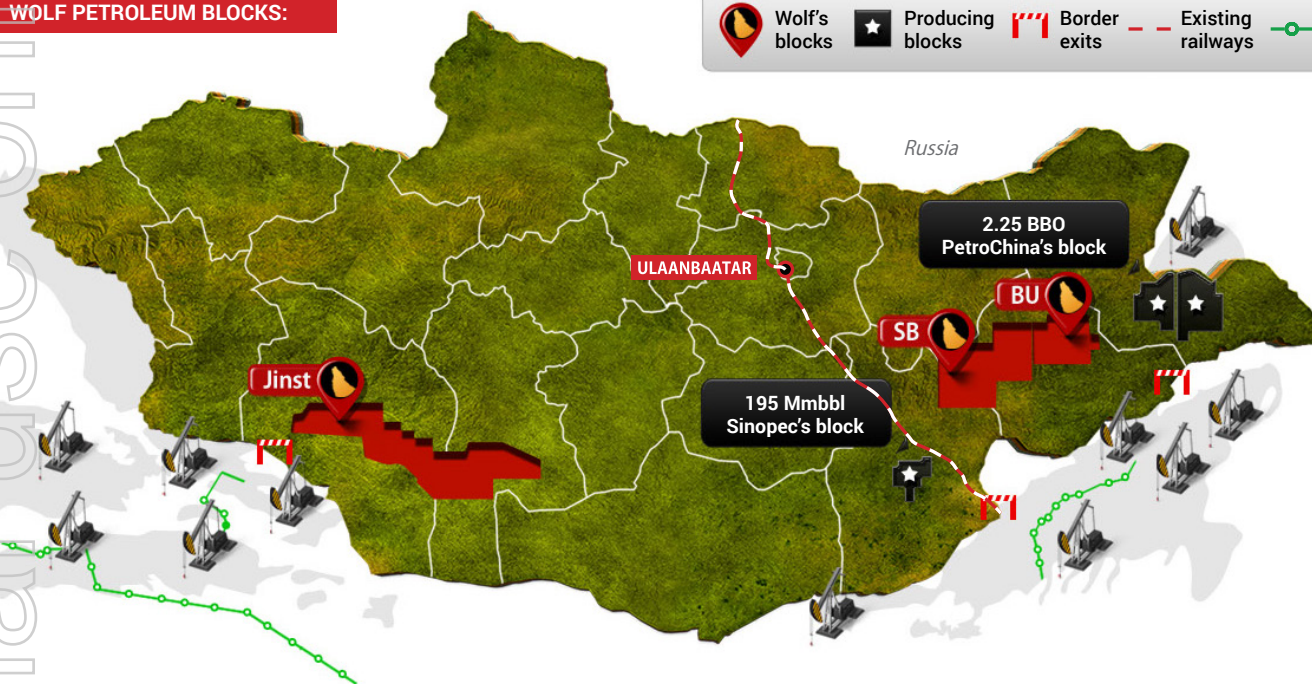 WOLF PETROLEUM BLOCKS:
Wolf's
blocks
Producing
blocks
Border
exits
Existing
railways
Russia
2.25 BBO
PetroChina's block
ULAANBAATAR
BU
SB
Jinst
195 Mmbbl
Sinopec's block